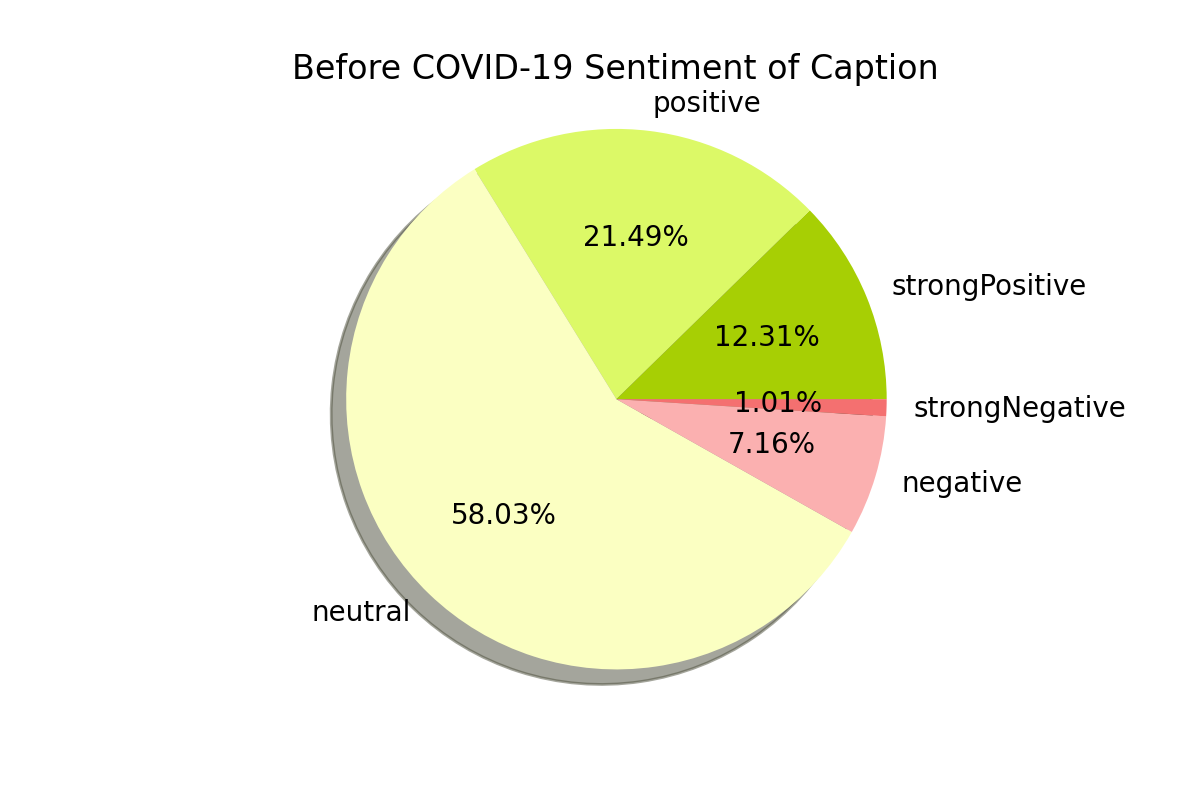 Before COVID-19 Sentiment of Caption
positive
21.49%
strongPositive
12.31%
1.01%
strongNegative
7.16%
negative
58.03%
neutral